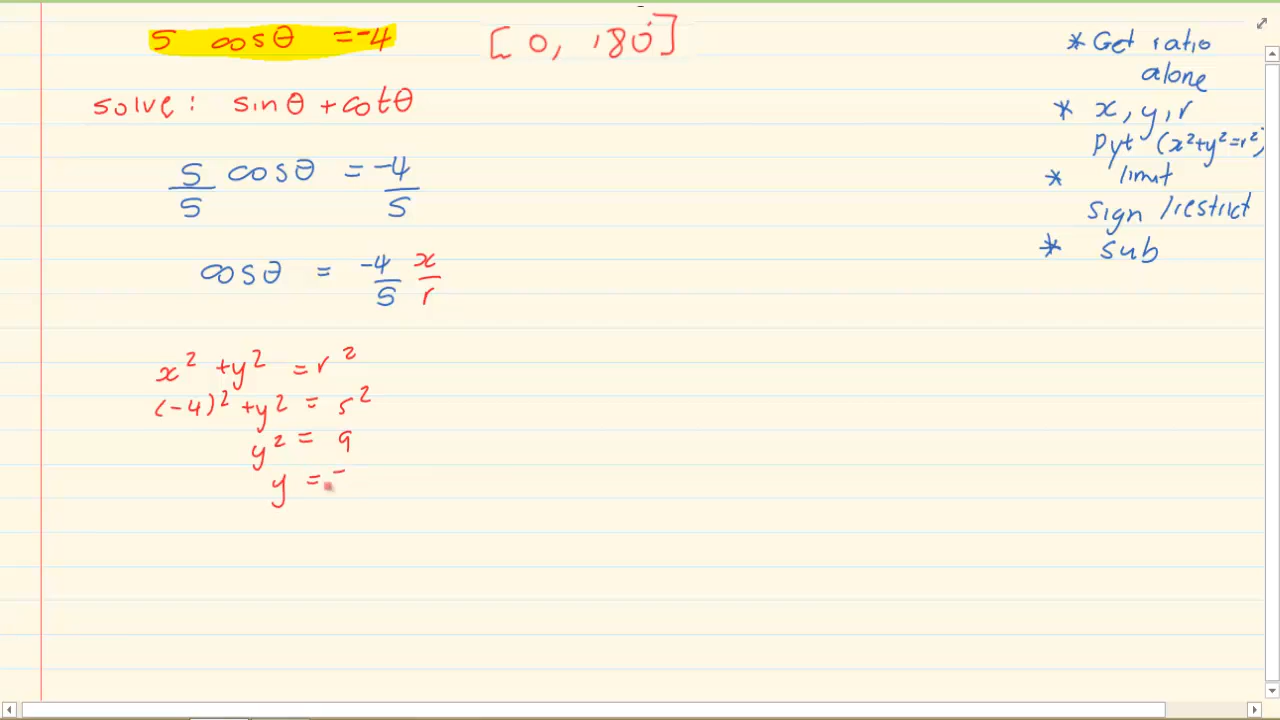 5 cosθ = -4 [0, 180°]
solve: sinθ + cotθ
5/5 cosθ = -4/5
cosθ = -4/5 x/r
x² + y² = r²
(-4)² + y² = 5²
y² = 9
y = -
* Get ratio
alone
* x, y, r
Pyt (x²+y²=r²)
* limit
sign /restrict
* sub